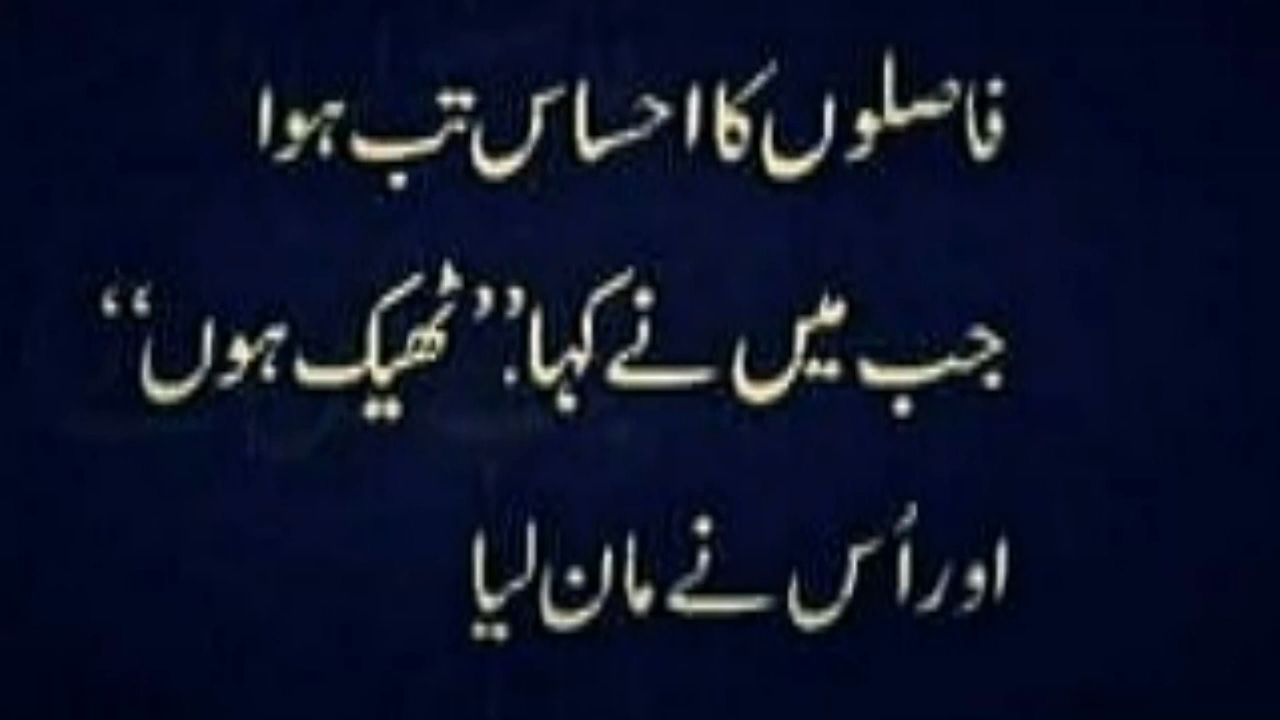 فاصلوں کا احساس تب ہوا
جب میں نے کہا.”ٹھیک ہوں“
اور اُس نے مان لیا